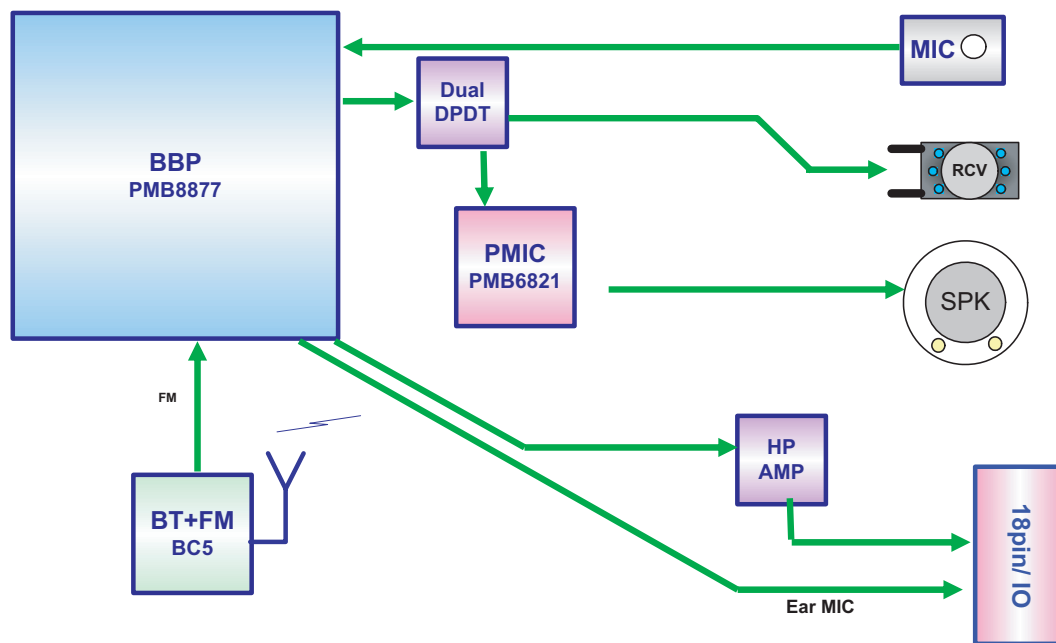 MIC
Dual
DPDT
BBP
PMB8877
RCV
PMIC
PMB6821
SPK
FM
HP
AMP
BT+FM
BC5
18pin/ IO
Ear MIC